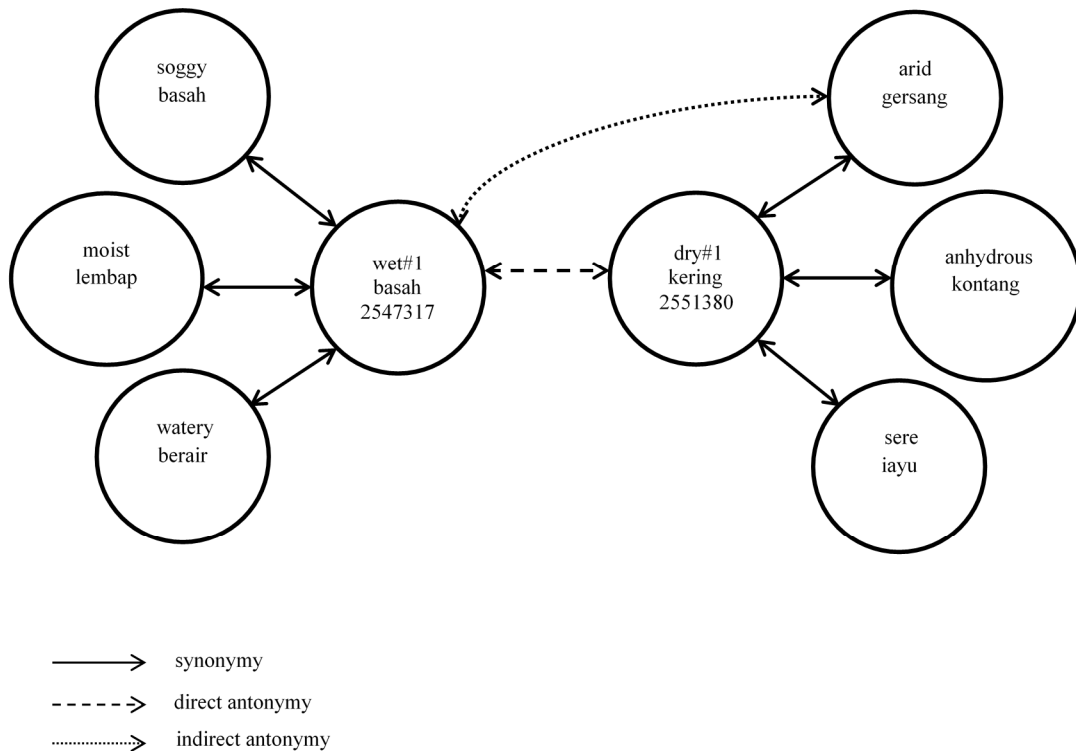 soggy
basah
moist
lembap
watery
berair
wet#1
basah
2547317
dry#1
kering
2551380
arid
gersang
anhydrous
kontang
sere
iayu
synonymy
direct antonymy
indirect antonymy